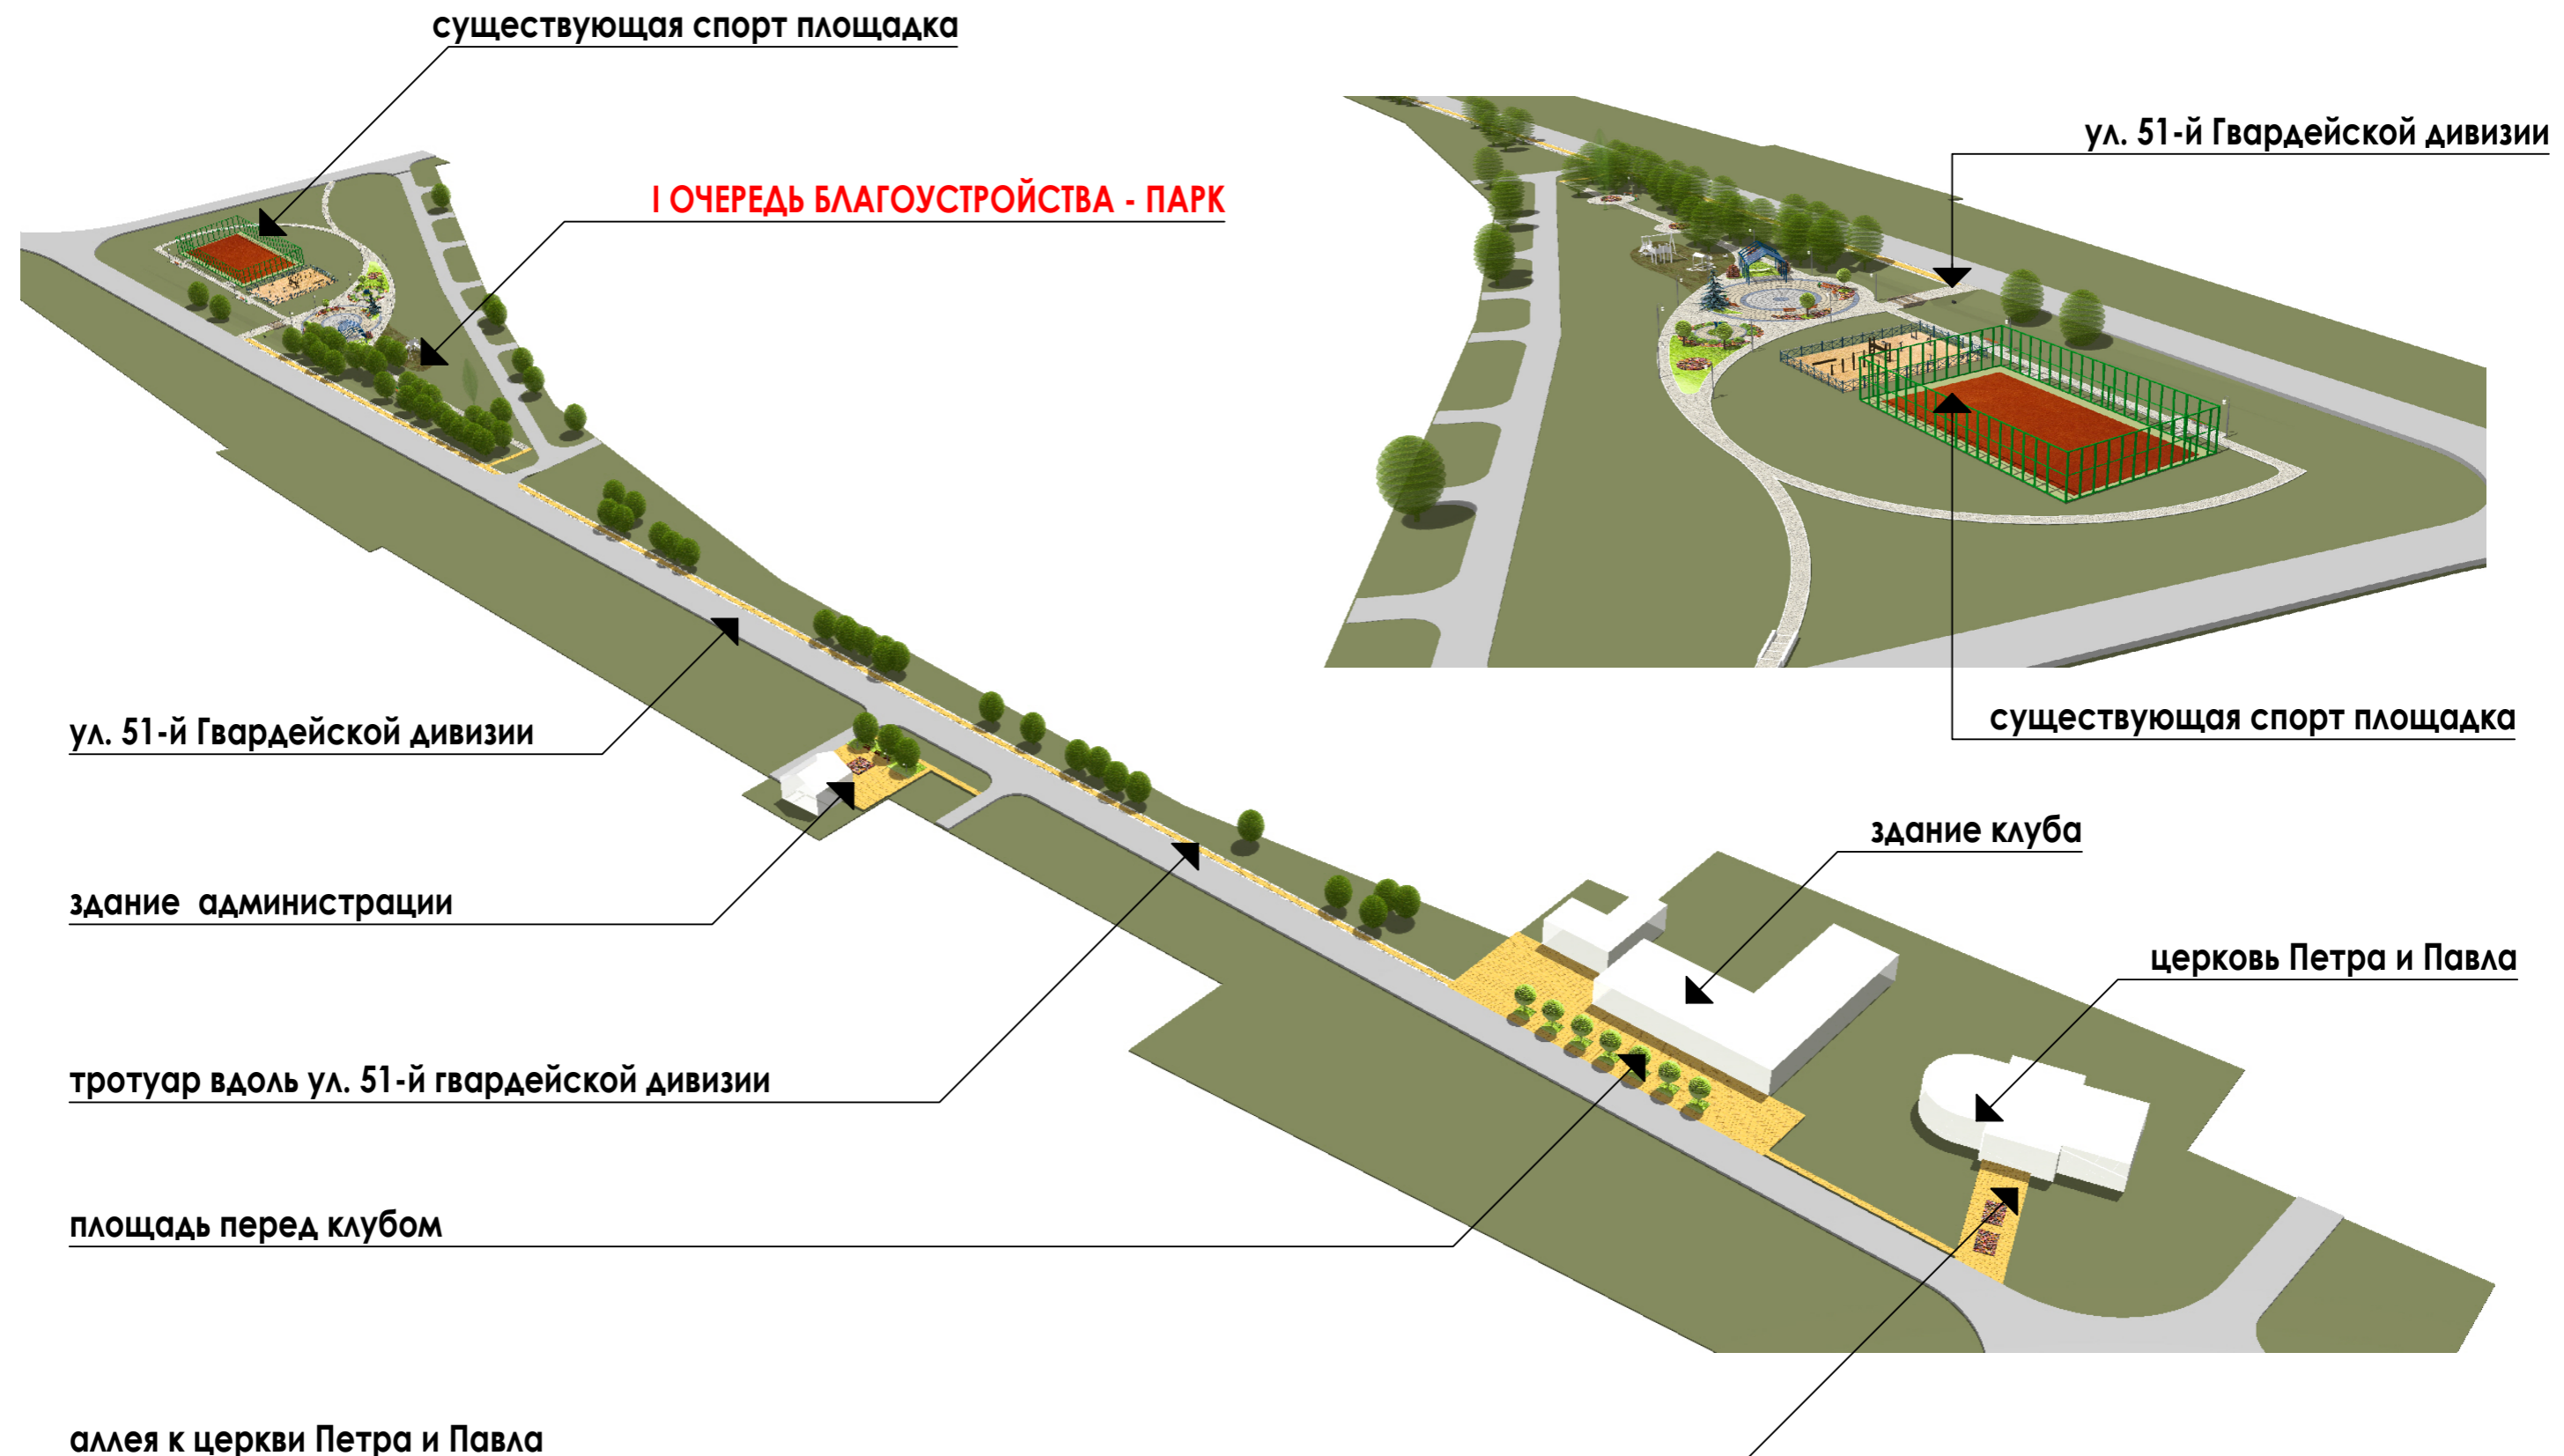 существующая спорт площадка
ул. 51-й Гвардейской дивизии
I ОЧЕРЕДЬ БЛАГОУСТРОЙСТВА - ПАРК
ул. 51-й Гвардейской дивизии
существующая спорт площадка
здание клуба
здание администрации
церковь Петра и Павла
тротуар вдоль ул. 51-й гвардейской дивизии
площадь перед клубом
аллея к церкви Петра и Павла